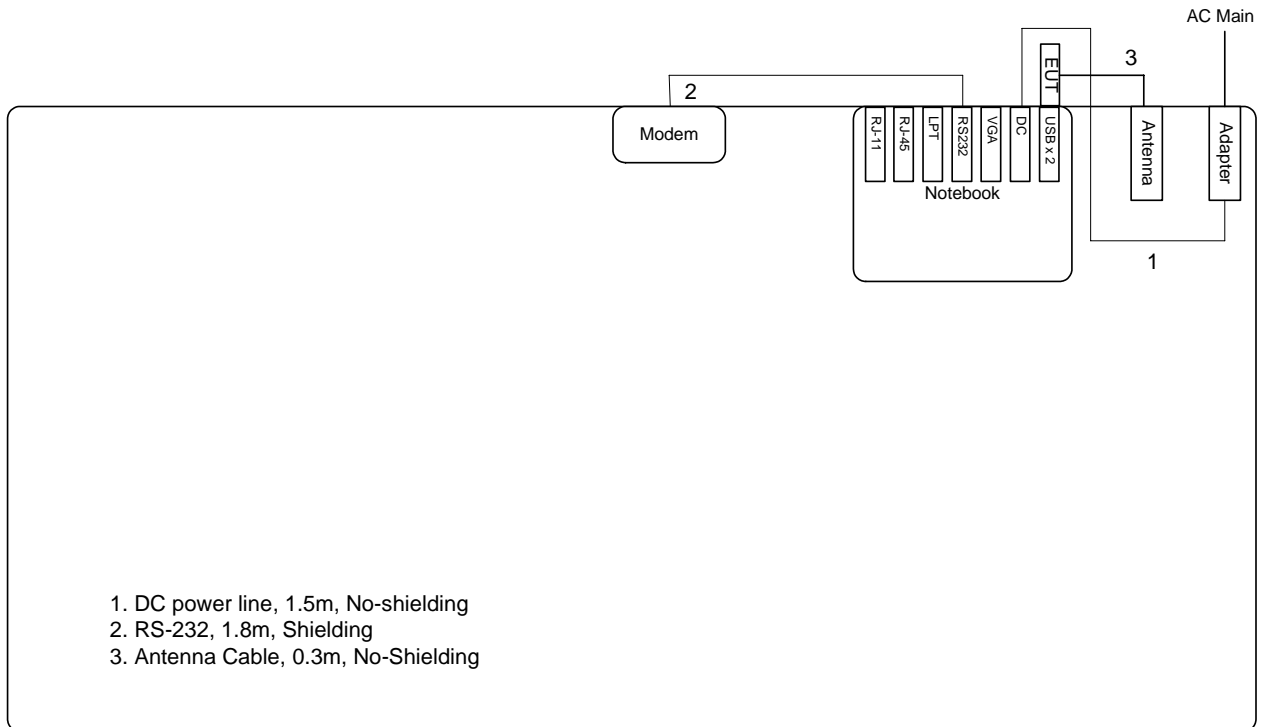 AC Main
3
EUT
2
Modem
RJ-11
RJ-45
LPT
RS232
VGA
DC
USB x 2
Antenna
Adapter
Notebook
1
1. DC power line, 1.5m, No-shielding
2. RS-232, 1.8m, Shielding
3. Antenna Cable, 0.3m, No-Shielding